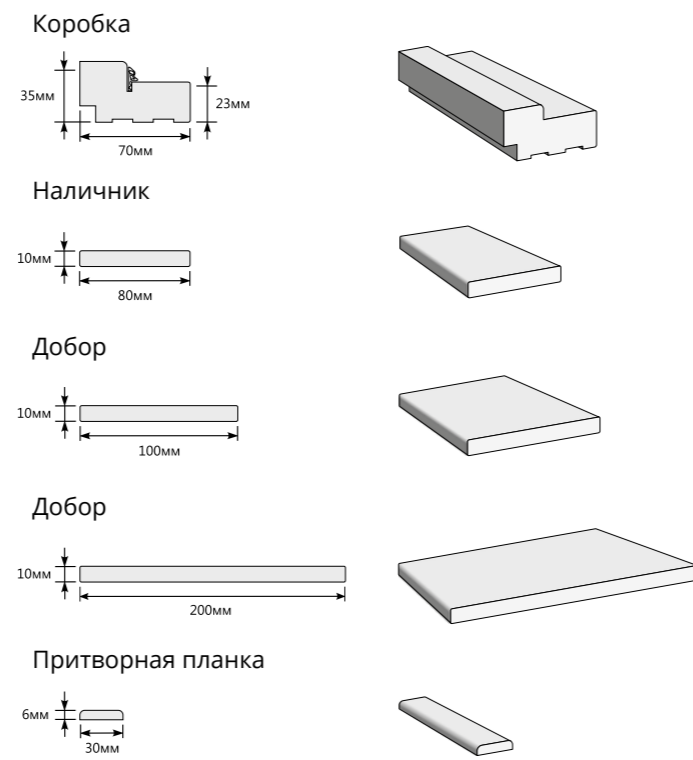 Коробка
35мм
23мм
70мм
Наличник
10мм
80мм
Добор
10мм
100мм
Добор
10мм
200мм
Притворная планка
6мм
30мм